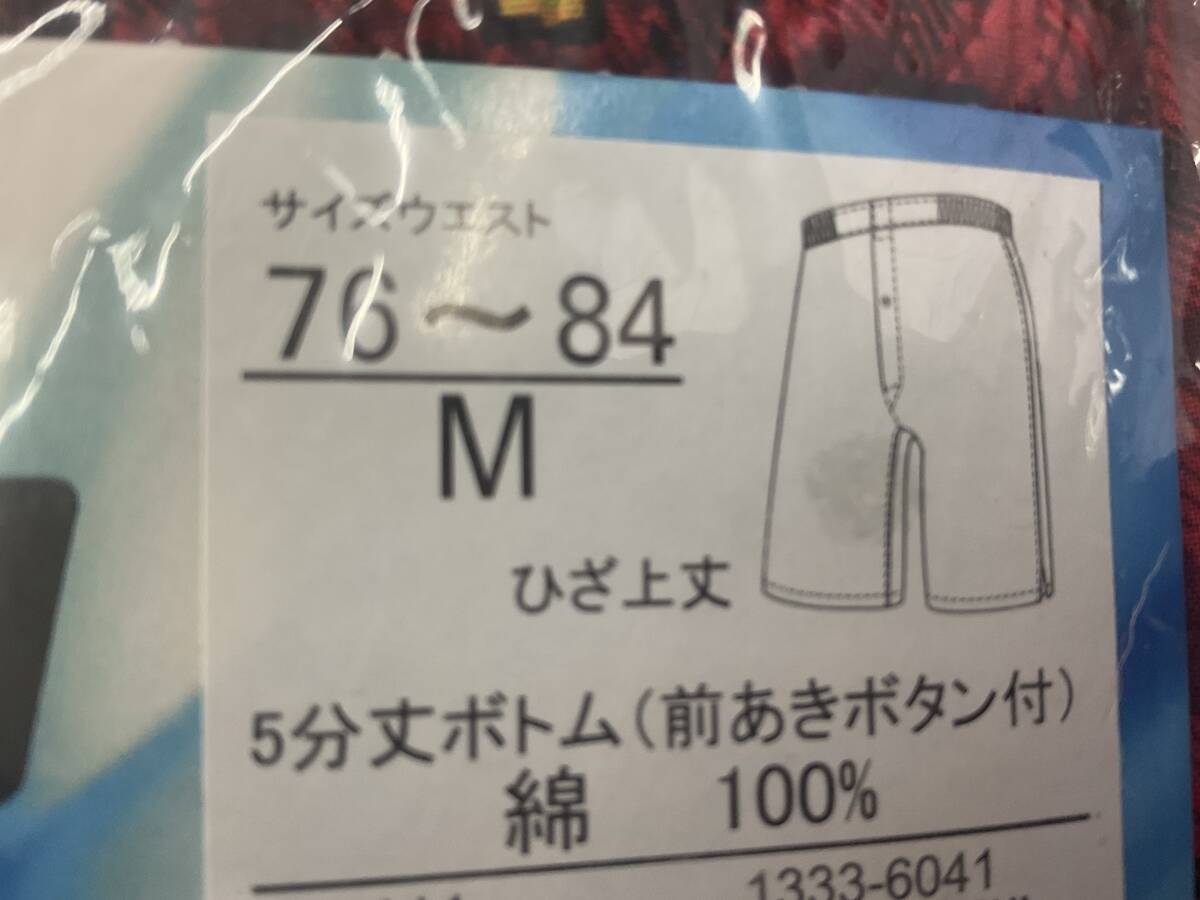 サイズウエスト
76～84
M
ひざ上丈
5分丈ボトム(前あきボタン付)
綿 100%
1333-6041